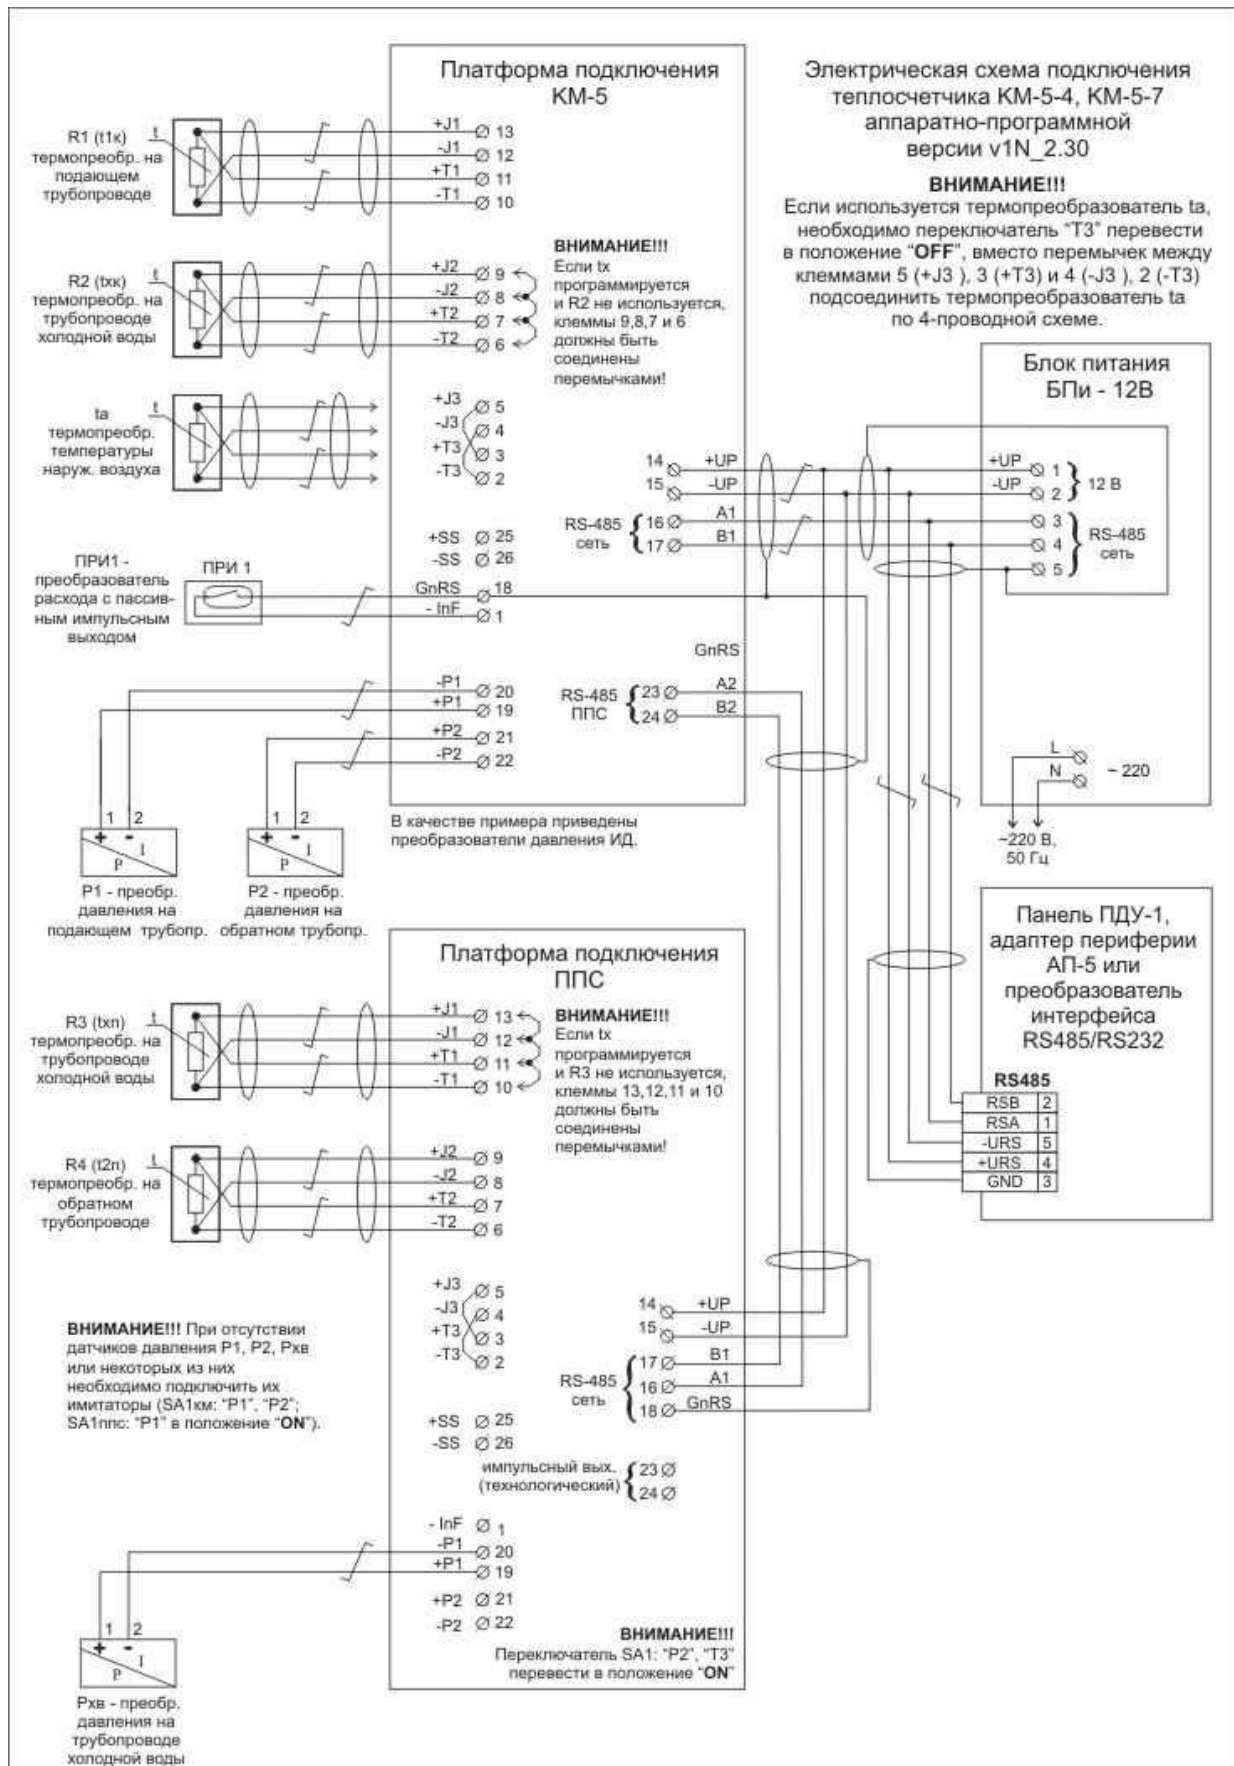 Платформа подключения
КМ-5
Электрическая схема подключения
теплосчетчика КМ-5-4, КМ-5-7
аппаратно-программной
версии v1N_2.30
ВНИМАНИЕ!!!
Если используется термопреобразователь ta,
необходимо переключатель "Т3" перевести
в положение "OFF", вместо перемычек между
клеммами 5 (+J3 ), 3 (+Т3) и 4 (-J3 ), 2 (-Т3)
подсоединить термопреобразователь ta
по 4-проводной схеме.
R1 (t1к)
термопреобр. на
подающем
трубопроводе
t
+J1 13
-J1 12
+T1 11
-T1 10
R2 (txк)
термопреобр. на
трубопроводе
холодной воды
t
+J2 9
-J2 8
+T2 7
-T2 6
ВНИМАНИЕ!!!
Если tx
программируется
и R2 не используется,
клеммы 9,8,7 и 6
должны быть
соединены
перемычками!
ta
термопреобр.
температуры
наруж. воздуха
t
+J3 5
-J3 4
+T3 3
-T3 2
14 +UP
15 -UP
RS-485
сеть
16 A1
17 B1
Блок питания
БПи - 12В
+UP 1
-UP 2
12 В
3
4
5
RS-485
сеть
+SS 25
-SS 26
ПРИ1 -
преобразователь
расхода с пассив-
ным импульсным
выходом
ПРИ 1
GnRS 18
- InF 1
GnRS
-P1 20
+P1 19
+P2 21
-P2 22
RS-485
ППС
23 A2
24 B2
L
N
~ 220
~220 В,
50 Гц
1 2
+ -
P I
P1 - преобр.
давления на
подающем трубопр.
1 2
+ -
P I
P2 - преобр.
давления на
обратном трубопр.
В качестве примера приведены
преобразователи давления ИД.
Панель ПДУ-1,
адаптер периферии
АП-5 или
преобразователь
интерфейса
RS485/RS232
RS485
RSB 2
RSA 1
-URS 5
+URS 4
GND 3
Платформа подключения
ППС
R3 (txп)
термопреобр. на
трубопроводе
холодной воды
t
+J1 13
-J1 12
+T1 11
-T1 10
ВНИМАНИЕ!!!
Если tx
программируется
и R3 не используется,
клеммы 13,12,11 и 10
должны быть
соединены
перемычками!
R4 (t2п)
термопреобр. на
обратном
трубопроводе
t
+J2 9
-J2 8
+T2 7
-T2 6
+J3 5
-J3 4
+T3 3
-T3 2
ВНИМАНИЕ!!! При отсутствии
датчиков давления P1, P2, Pхв
или некоторых из них
необходимо подключить их
имитаторы (SA1км: "P1", "P2";
SA1ппс: "P1" в положение "ON").
14 +UP
15 -UP
RS-485
сеть
17 B1
16 A1
18 GnRS
+SS 25
-SS 26
импульсный вых.
(технологический)
23
24
- InF 1
-P1 20
+P1 19
+P2 21
-P2 22
ВНИМАНИЕ!!!
Переключатель SA1: "P2", "T3"
перевести в положение "ON"
1 2
+ -
P I
Рхв - преобр.
давления на
трубопроводе
холодной воды